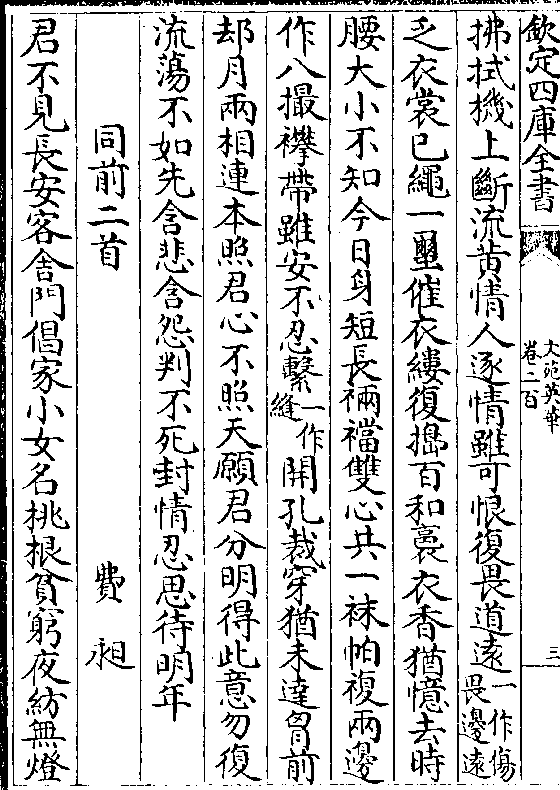 欽定四庫全書
文苑英華
卷二百
三
拂拭機上斷流黄情人逐情雖可恨復畏道遠一作傷畏邊遠
乏衣裳已繩一蠒催衣縷復搗百和裛衣香猶憶去時
腰大小不知今日身短長裲襠雙心共一袜帕複兩邊
作八撮襻帶雖安不忍繫一作縫開孔裁穿猶未達胷前
却月兩相連本照君心不照天願君分明得此意勿復
流蕩不如先含悲含怨判不死封情忍思待明年
同前二首 費昶
君不見長安客舍門倡家小女名桃根貧窮夜紡無燈